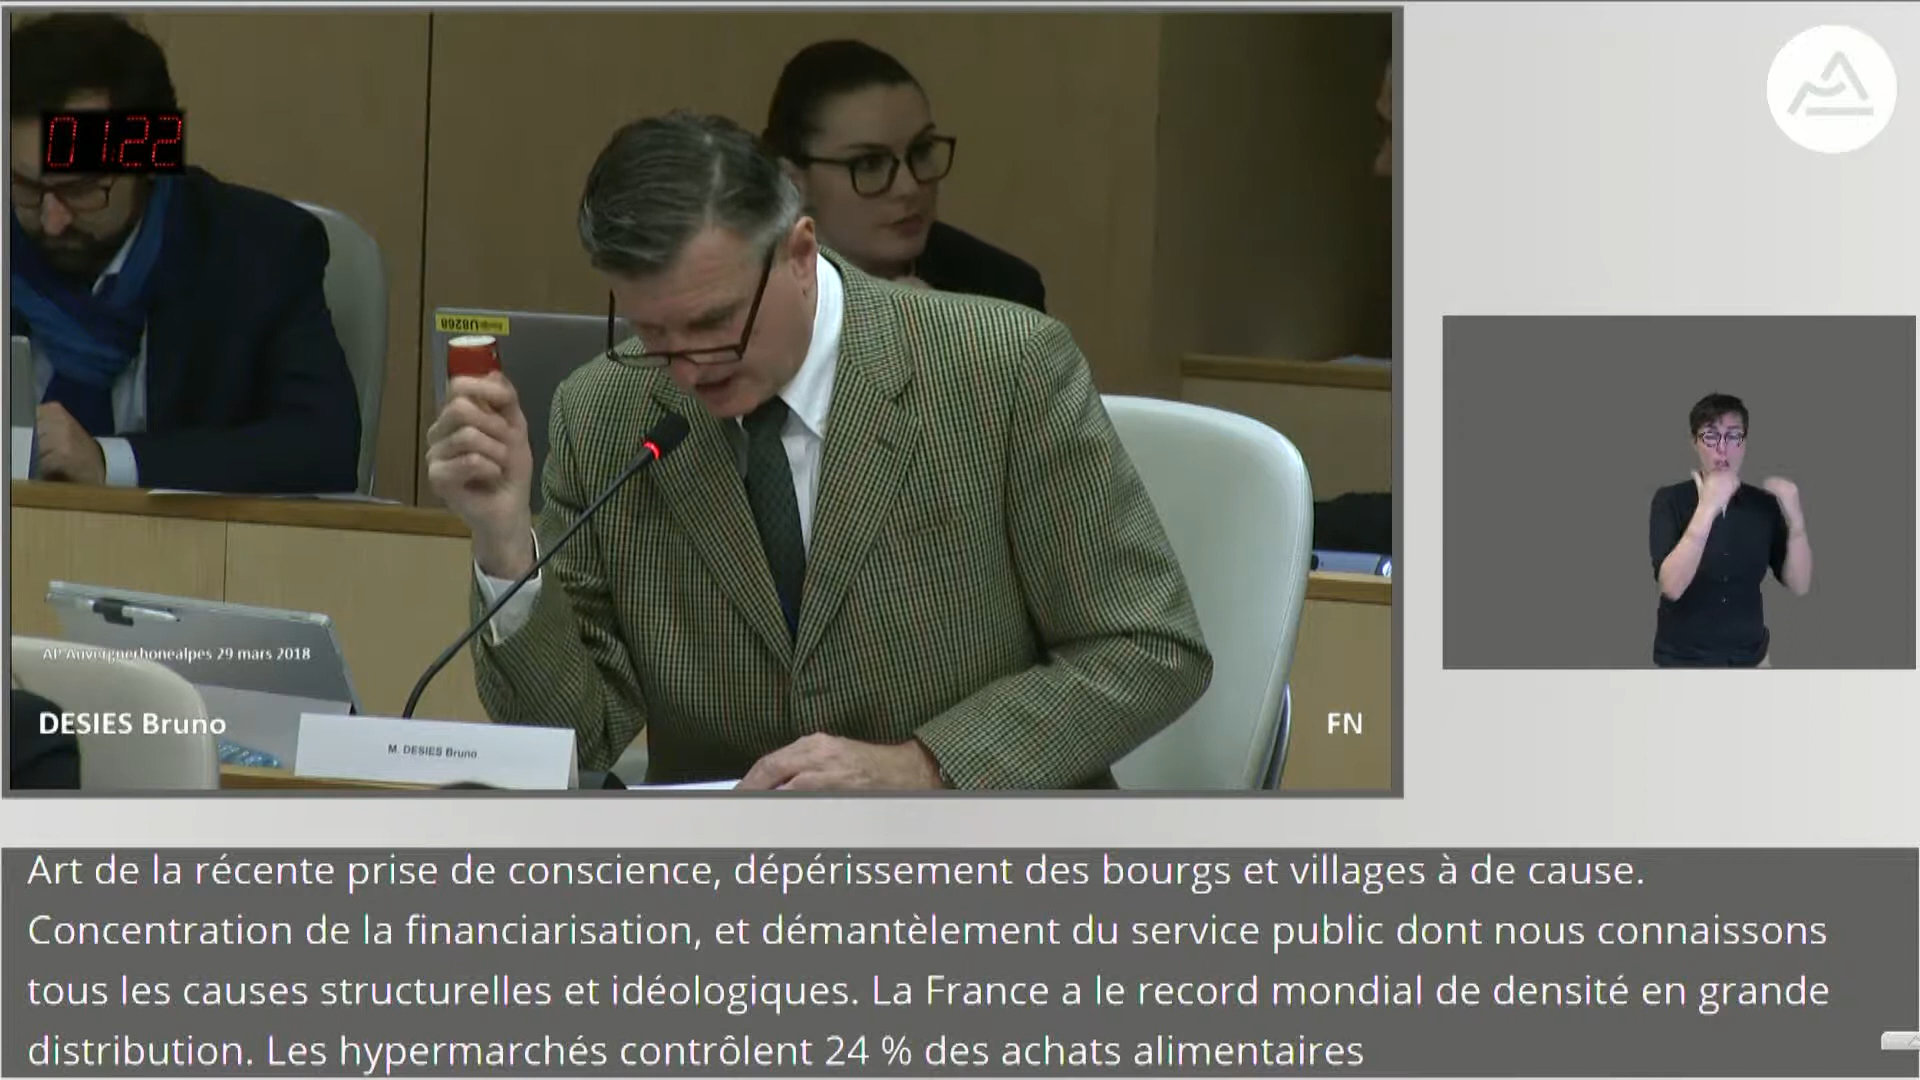 01:22
U8268
AP Auvergnerhonealpes 29 mars 2018
DESIES Bruno
FN
M. DESIES Bruno
Art de la récente prise de conscience, dépérissement des bourgs et villages à de cause.
Concentration de la financiarisation, et démantèlement du service public dont nous connaissons
tous les causes structurelles et idéologiques. La France a le record mondial de densité en grande
distribution. Les hypermarchés contrôlent 24 % des achats alimentaires